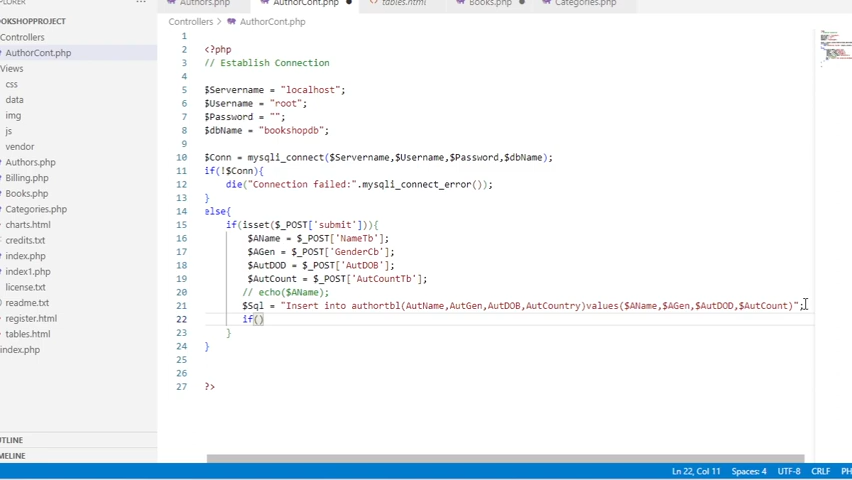 PLORER
...
Authors.php
AuthorCont.php
tables.html
Books.php
Categories.php
OOKSHOPPROJECT
Controllers
AuthorCont.php
Views
css
data
img
js
vendor
Authors.php
Billing.php
Books.php
Categories.php
charts.html
credits.txt
index.php
index1.php
license.txt
readme.txt
register.html
tables.html
index.php
UTLINE
IMELINE
Controllers > AuthorCont.php
1
2 <?php
3 // Establish Connection
4
5 $Servername = "localhost";
6 $Username = "root";
7 $Password = "";
8 $dbName = "bookshopdb";
9
10 $Conn = mysqli_connect($Servername,$Username,$Password,$dbName);
11 if(!$Conn){
12 die("Connection failed:".mysqli_connect_error());
13 }
14 else{
15 if(isset($_POST['submit'])){
16 $AName = $_POST['NameTb'];
17 $AGen = $_POST['GenderCb'];
18 $AutDOD = $_POST['AutDOB'];
19 $AutCount = $_POST['AutCountTb'];
20 // echo($AName);
21 $Sql = "Insert into authortbl(AutName,AutGen,AutDOB,AutCountry)values($AName,$AGen,$AutDOD,$AutCount)";
22 if()
23 }
24 }
25
26
27 ?>
Ln 22, Col 11 Spaces: 4 UTF-8 CRLF PH